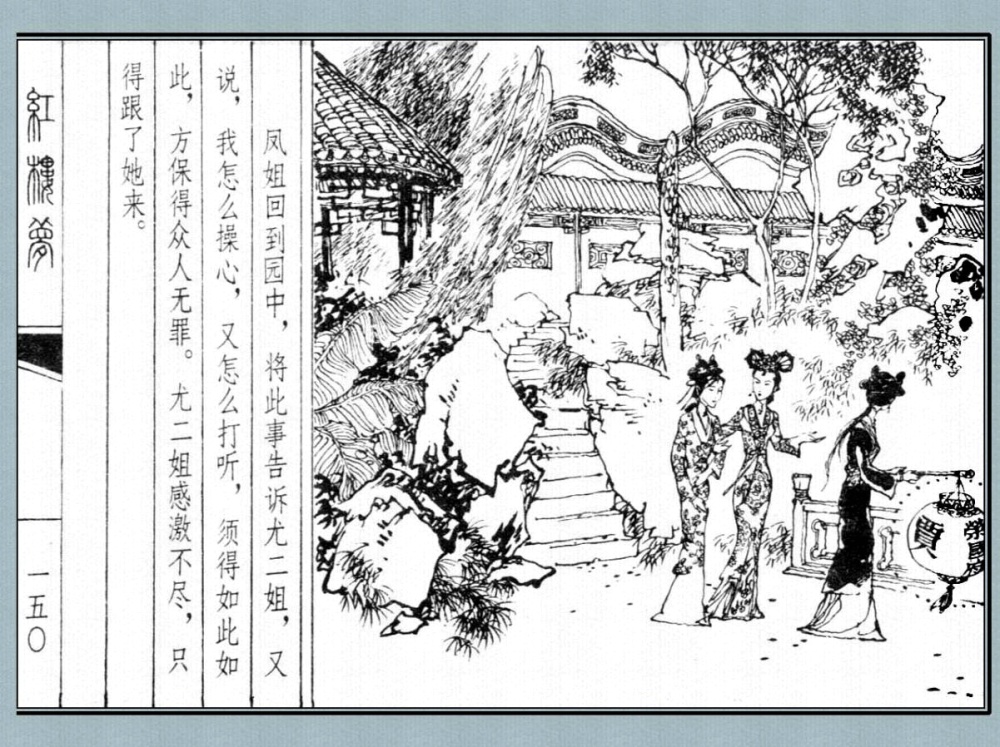 凤姐回到园中，将此事告诉尤二姐，又
说，我怎么操心，又怎么打听，须得如此如
此，方保得众人无罪。尤二姐感激不尽，只
得跟了她来。
紅樓夢
一五〇
賈
榮國府